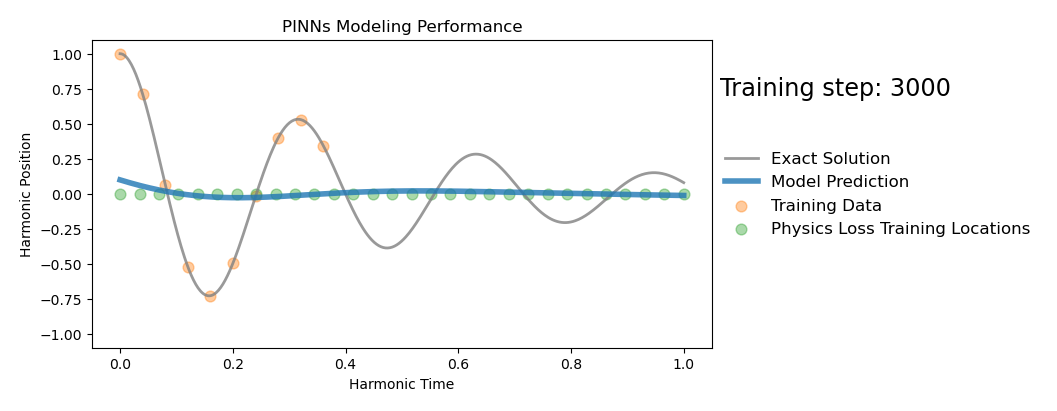 PINNs Modeling Performance
Training step: 3000
Exact Solution
Model Prediction
Training Data
Physics Loss Training Locations
Harmonic Position
1.00
0.75
0.50
0.25
0.00
−0.25
−0.50
−0.75
−1.00
0.0 0.2 0.4 0.6 0.8 1.0
Harmonic Time